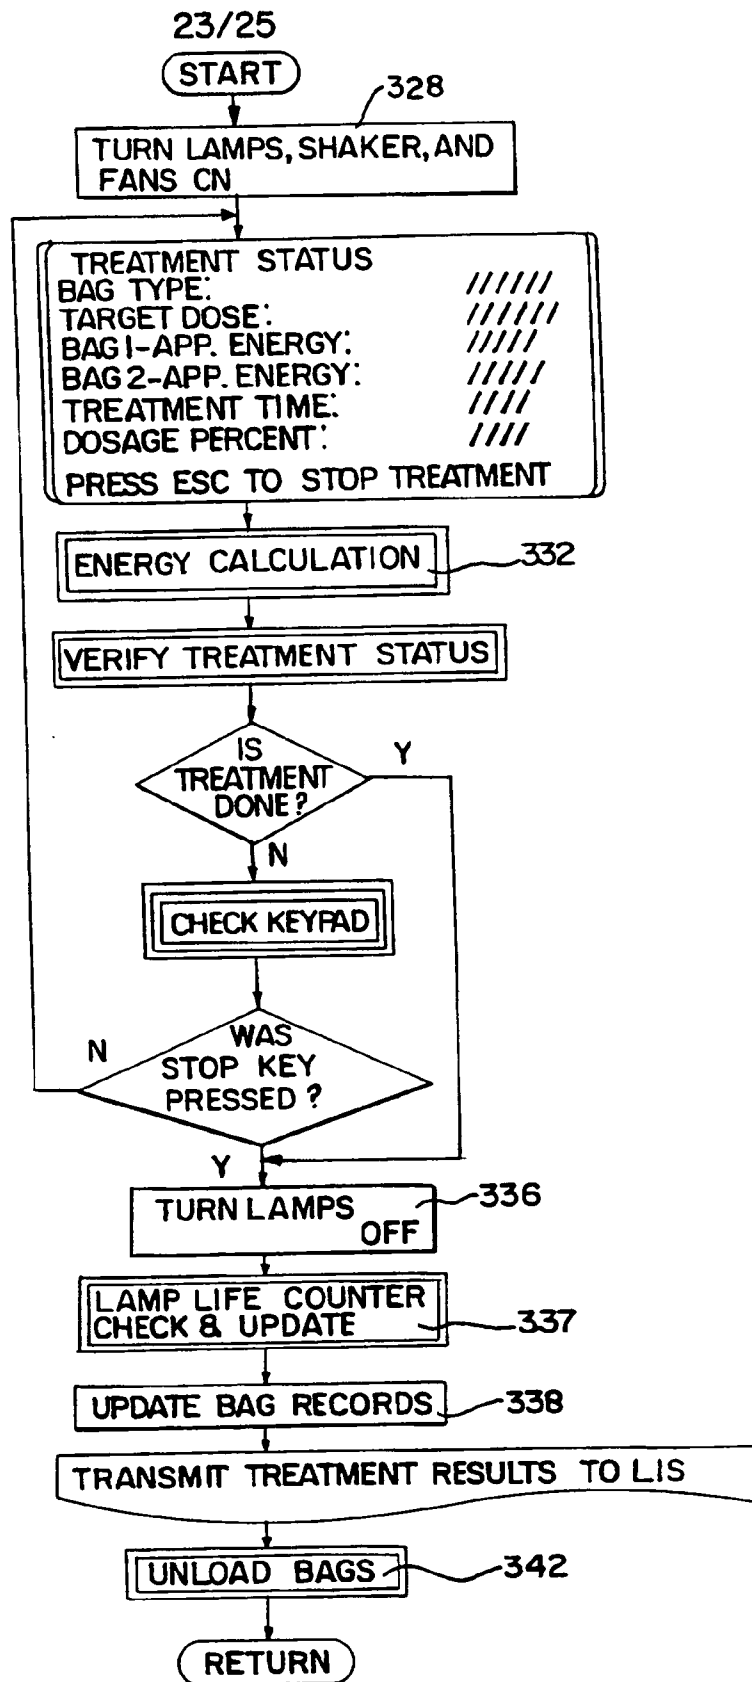 23/25
START
328
TURN LAMPS, SHAKER, AND
FANS CN
TREATMENT STATUS
BAG TYPE: //////
TARGET DOSE: //////
BAG 1-APP. ENERGY: /////
BAG 2-APP. ENERGY: /////
TREATMENT TIME: ////
DOSAGE PERCENT: ////
PRESS ESC TO STOP TREATMENT
ENERGY CALCULATION
332
VERIFY TREATMENT STATUS
IS
TREATMENT
DONE?
Y
N
CHECK KEYPAD
WAS
STOP KEY
PRESSED?
N
Y
TURN LAMPS
OFF
336
LAMP LIFE COUNTER
CHECK & UPDATE
337
UPDATE BAG RECORDS
338
TRANSMIT TREATMENT RESULTS TO LIS
UNLOAD BAGS
342
RETURN